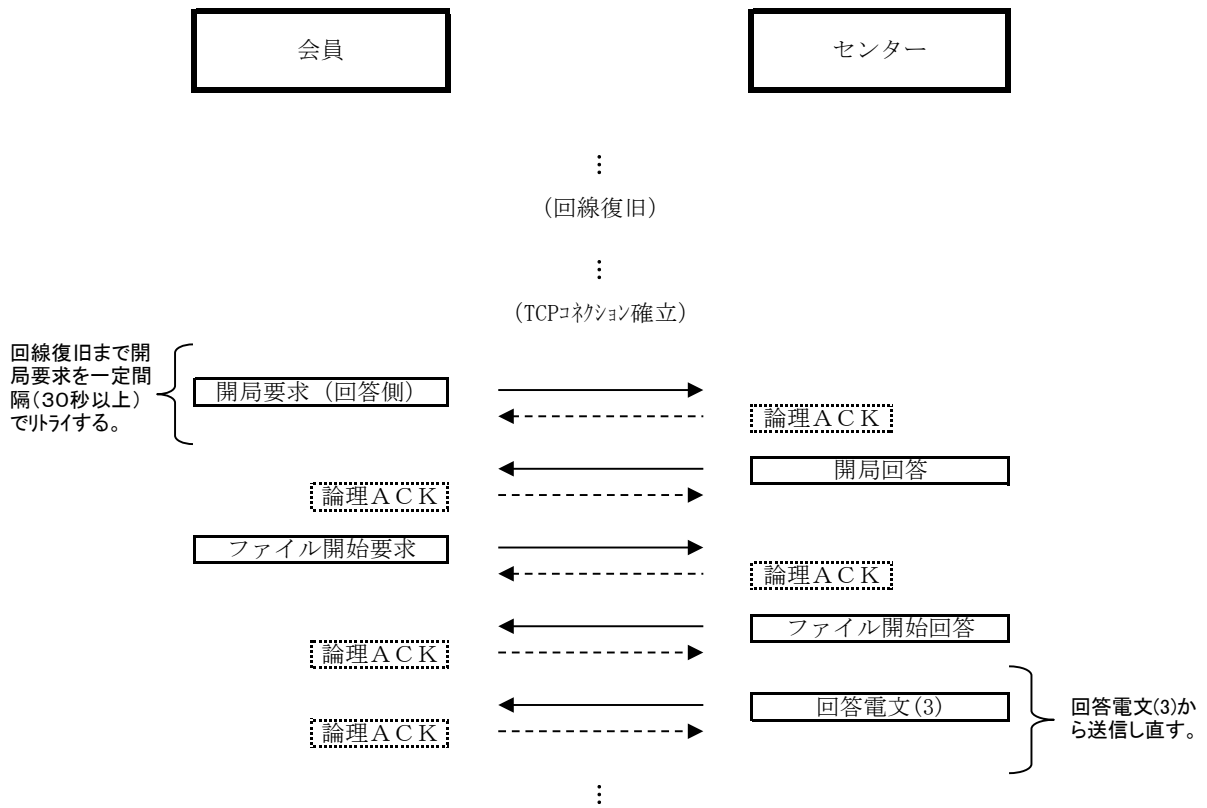 会員
センター
︙
（回線復旧）
︙
（TCPｺﾈｸｼｮﾝ確立）
回線復旧まで開
局要求を一定間
隔（３０秒以上）
でﾘﾄﾗｲする。
開局要求（回答側）
論理ＡＣＫ
開局回答
論理ＡＣＫ
ファイル開始要求
論理ＡＣＫ
ファイル開始回答
論理ＡＣＫ
回答電文(3)
論理ＡＣＫ
回答電文(3)か
ら送信し直す。
︙